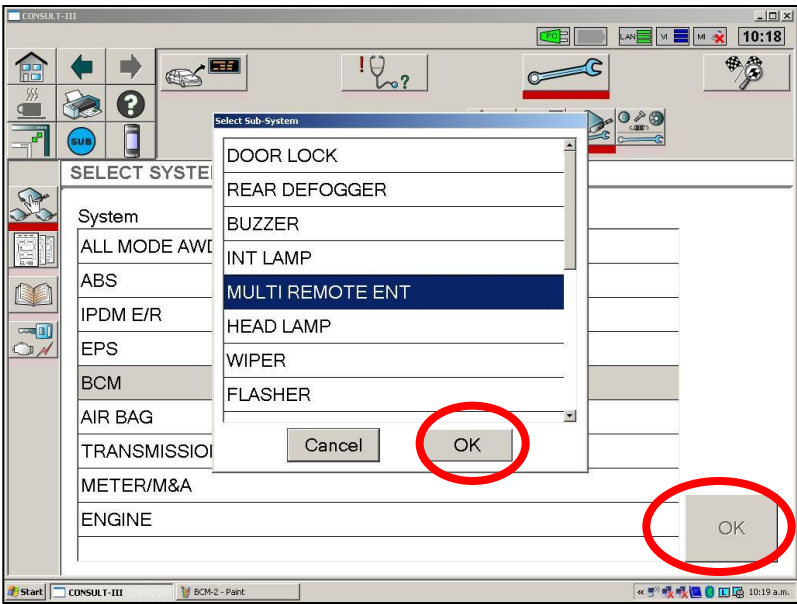 CONSULT-III
LAN VI MI 10:18
!
?
?
SUB
Select Sub-System
SELECT SYSTE
DOOR LOCK
REAR DEFOGGER
BUZZER
INT LAMP
MULTI REMOTE ENT
HEAD LAMP
WIPER
FLASHER
Cancel OK
System
ALL MODE AWD
ABS
IPDM E/R
EPS
BCM
AIR BAG
TRANSMISSIO
METER/M&A
ENGINE
OK
Start CONSULT-III BCM-2 - Paint 10:19 a.m.